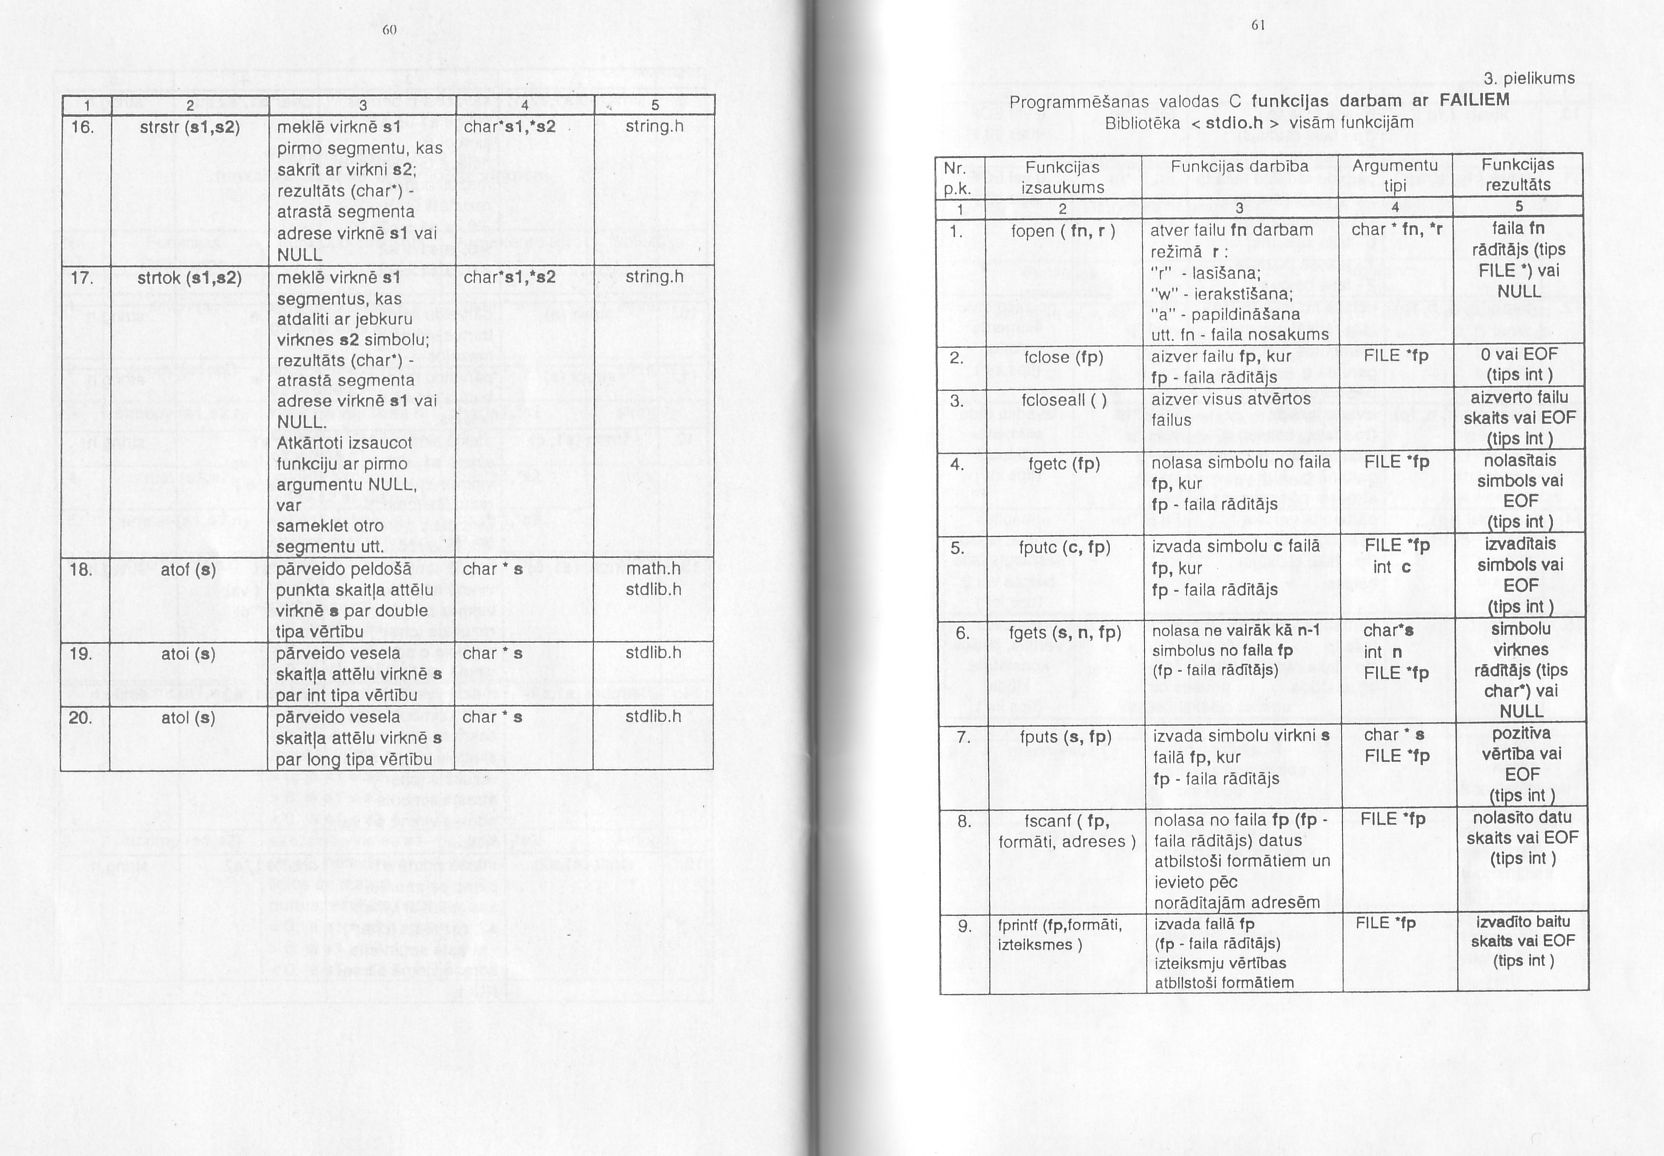 60
1 2 3 4 5
16. strstr (s1,s2) meklē virknē s1 char*s1,*s2 string.h
pirmo segmentu, kas
sakrīt ar virkni s2;
rezultāts (char*) -
atrastā segmenta
adrese virknē s1 vai
NULL
17. strtok (s1,s2) meklē virknē s1 char*s1,*s2 string.h
segmentus, kas
atdalīti ar jebkuru
virknes s2 simbolu;
rezultāts (char*) -
atrastā segmenta
adrese virknē s1 vai
NULL.
Atkārtoti izsaucot
funkciju ar pirmo
argumentu NULL,
var
sameklet otro
segmentu utt.
18. atof (s) pārveido peldošā char * s math.h
punkta skaitļa attēlu stdlib.h
virknē s par double
tipa vērtību
19. atoi (s) pārveido vesela char * s stdlib.h
skaitļa attēlu virknē s
par int tipa vērtību
20. atol (s) pārveido vesela char * s stdlib.h
skaitļa attēlu virknē s
par long tipa vērtību
61
3. pielikums
Programmēšanas valodas C funkcijas darbam ar FAILIEM
Bibliotēka < stdio.h > visām funkcijām
Nr. Funkcijas Funkcijas darbība Argumentu Funkcijas
p.k. izsaukums tipi rezultāts
1 2 3 4 5
1. fopen ( fn, r ) atver failu fn darbam char * fn, *r faila fn
režīmā r : rādītājs (tips
"r" - lasīšana; FILE *) vai
"w" - ierakstīšana; NULL
"a" - papildināšana
utt. fn - faila nosakums
2. fclose (fp) aizver failu fp, kur FILE *fp 0 vai EOF
fp - faila rādītājs (tips int )
3. fcloseall ( ) aizver visus atvērtos aizverto failu
failus skaits vai EOF
(tips int )
4. fgetc (fp) nolasa simbolu no faila FILE *fp nolasītais
fp, kur simbols vai
fp - faila rādītājs EOF
(tips int )
5. fputc (c, fp) izvada simbolu c failā FILE *fp izvadītais
fp, kur int c simbols vai
fp - faila rādītājs EOF
(tips int )
6. fgets (s, n, fp) nolasa ne vairāk kā n-1 char*s simbolu
simbolus no faila fp int n virknes
(fp - faila rādītājs) FILE *fp rādītājs (tips
char*) vai
NULL
7. fputs (s, fp) izvada simbolu virkni s char * s pozitīva
failā fp, kur FILE *fp vērtība vai
fp - faila rādītājs EOF
(tips int )
8. fscanf ( fp, nolasa no faila fp (fp - FILE *fp nolasīto datu
formāti, adreses ) faila rādītājs) datus skaits vai EOF
atbilstoši formātiem un (tips int )
ievieto pēc
norādītajām adresēm
9. fprintf (fp,formāti, izvada failā fp FILE *fp izvadīto baitu
izteiksmes ) (fp - faila rādītājs) skaits vai EOF
izteiksmju vērtības (tips int )
atbilstoši formātiem